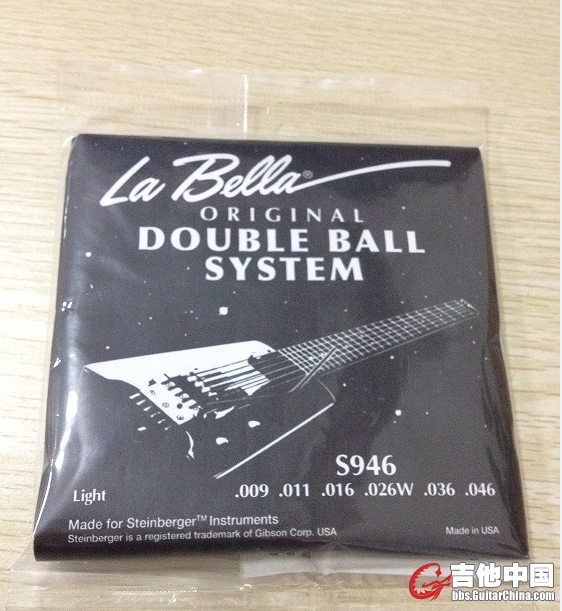 La Bella®
ORIGINAL
DOUBLE BALL
SYSTEM
S946
Light .009 .011 .016 .026W .036 .046
Made for Steinberger™ Instruments
Steinberger is a registered trademark of Gibson Corp. USA Made in USA
吉他中国
bbs.GuitarChina.com